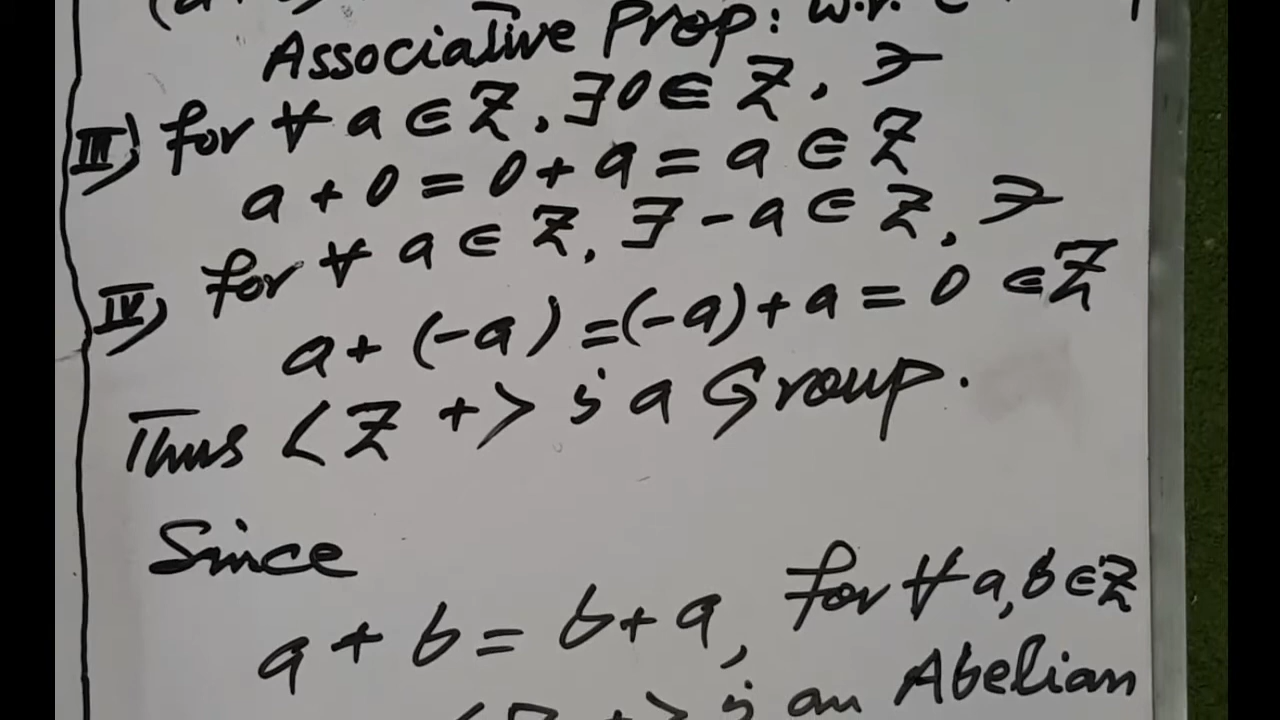 Associative Prop: w.r.
III) for ∀ a ∈ Z, ∃ 0 ∈ Z, ∋
a + 0 = 0 + a = a ∈ Z
IV) for ∀ a ∈ Z, ∃ -a ∈ Z, ∋
a + (-a) = (-a) + a = 0 ∈ Z
Thus < Z + > is a Group.
Since
a + b = b + a, for ∀ a, b ∈ Z
< Z + > is an Abelian